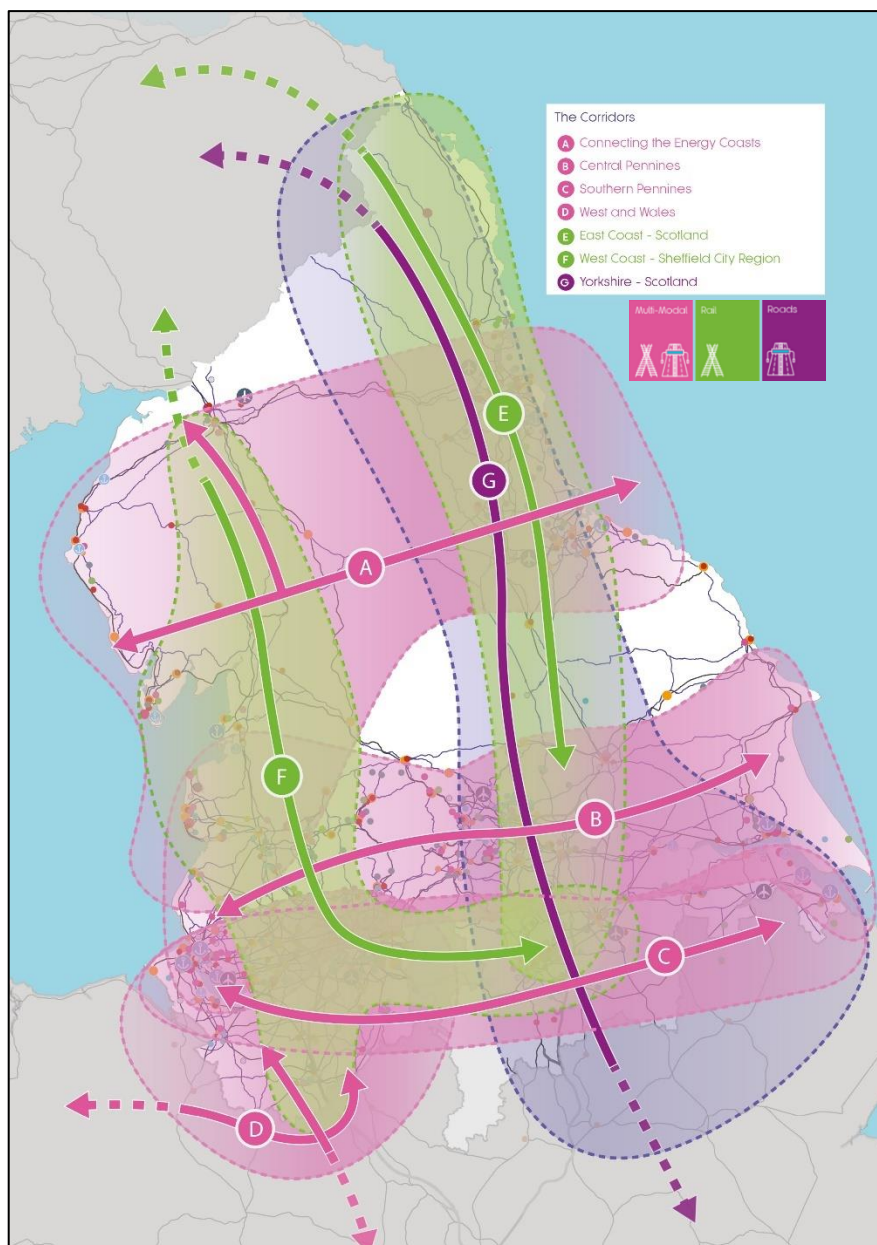 The Corridors
A Connecting the Energy Coasts
B Central Pennines
C Southern Pennines
D West and Wales
E East Coast - Scotland
F West Coast - Sheffield City Region
G Yorkshire - Scotland
Multi-Modal Rail Roads
E
G
A
F
B
C
D